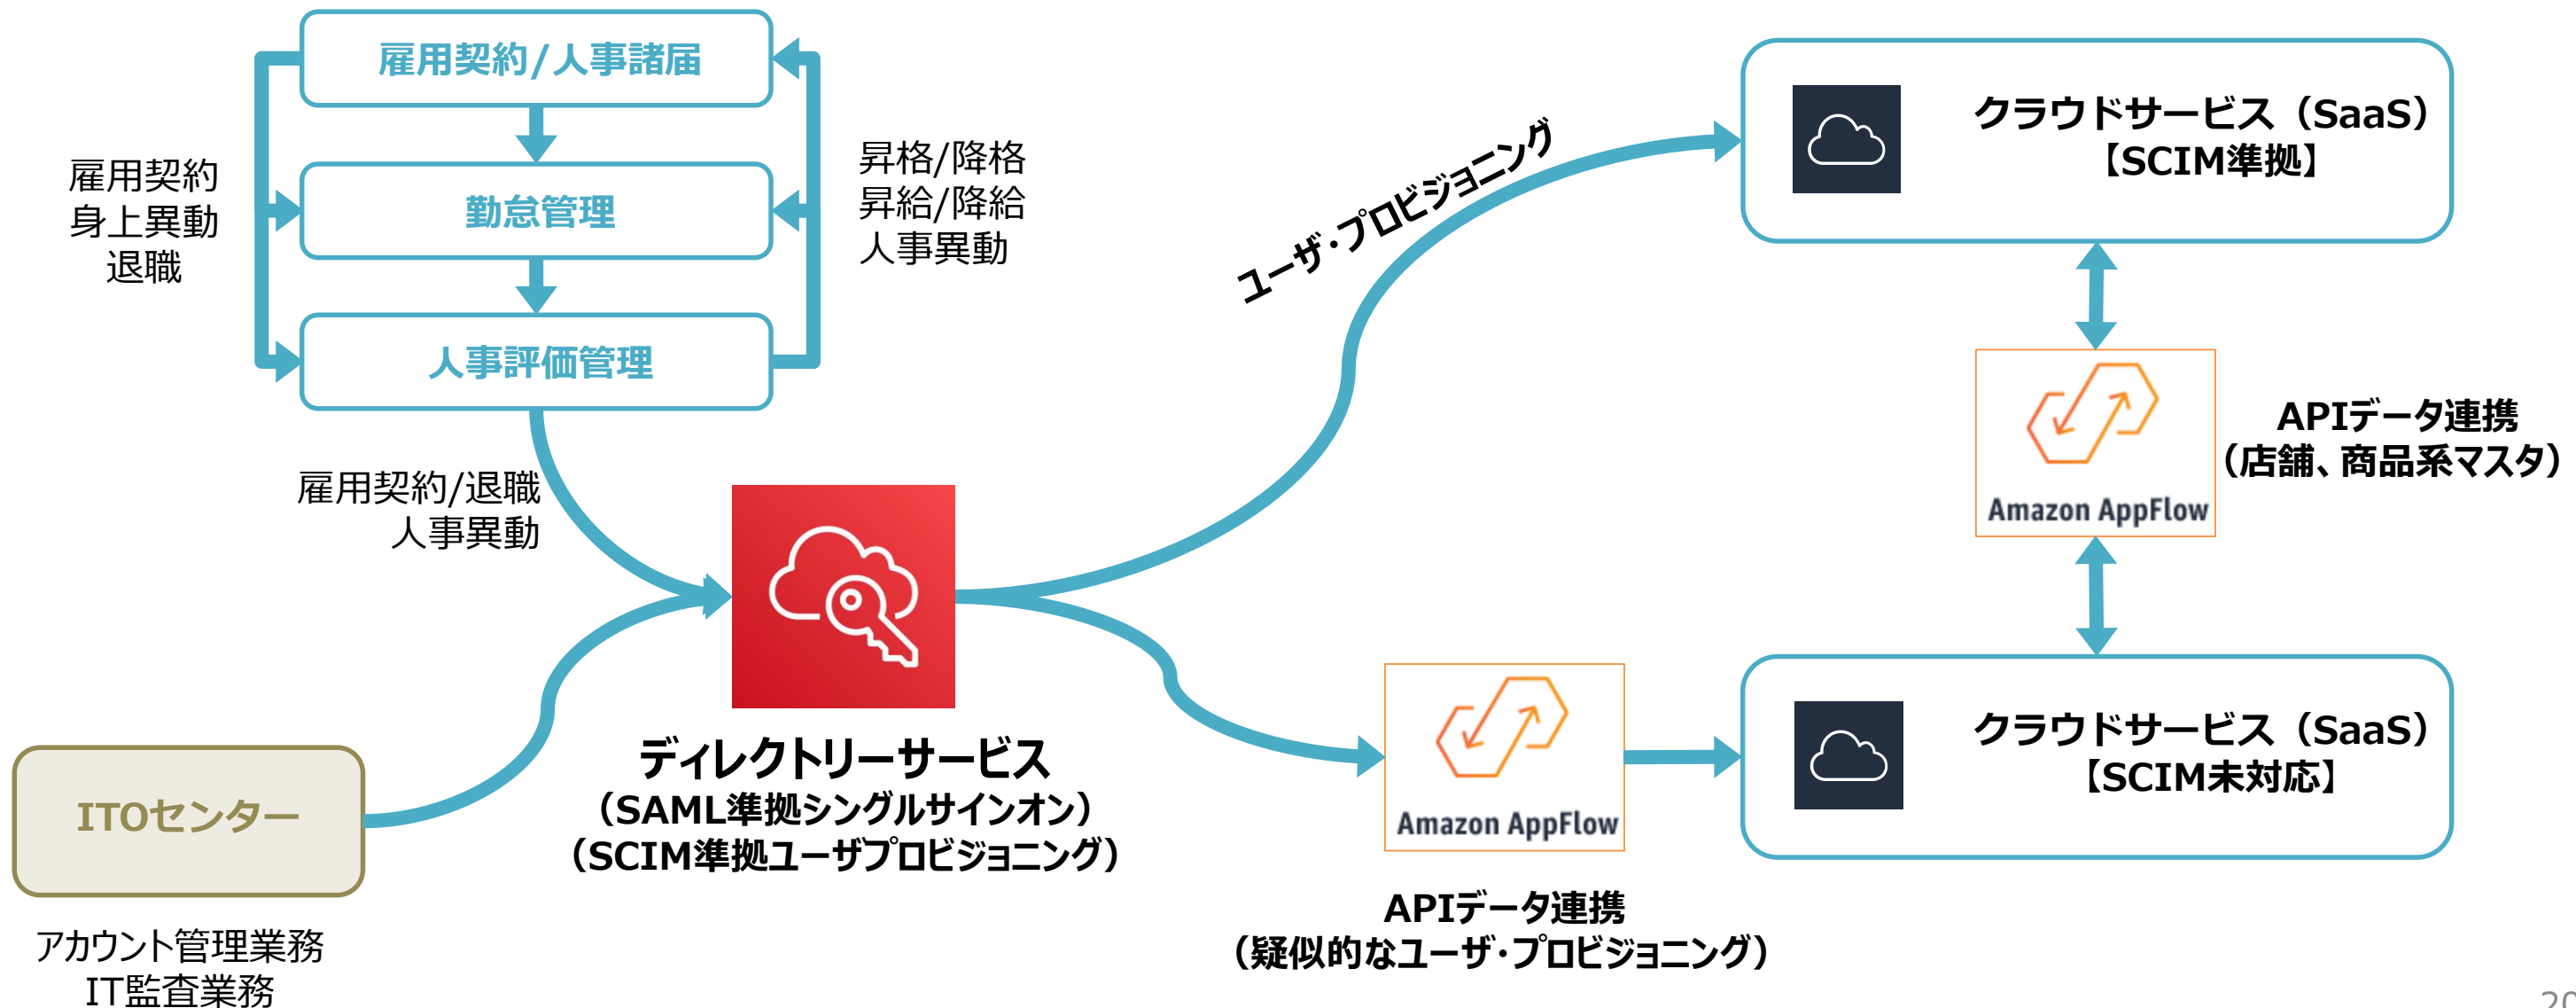 雇用契約/人事諸届
勤怠管理
人事評価管理
雇用契約
身上異動
退職
昇格/降格
昇給/降給
人事異動
雇用契約/退職
人事異動
ITOセンター
アカウント管理業務
IT監査業務
ディレクトリーサービス
（SAML準拠シングルサインオン）
（SCIM準拠ユーザプロビジョニング）
ユーザ・プロビジョニング
クラウドサービス（SaaS）
【SCIM準拠】
Amazon AppFlow
APIデータ連携
（店舗、商品系マスタ）
Amazon AppFlow
APIデータ連携
（疑似的なユーザ・プロビジョニング）
クラウドサービス（SaaS）
【SCIM未対応】